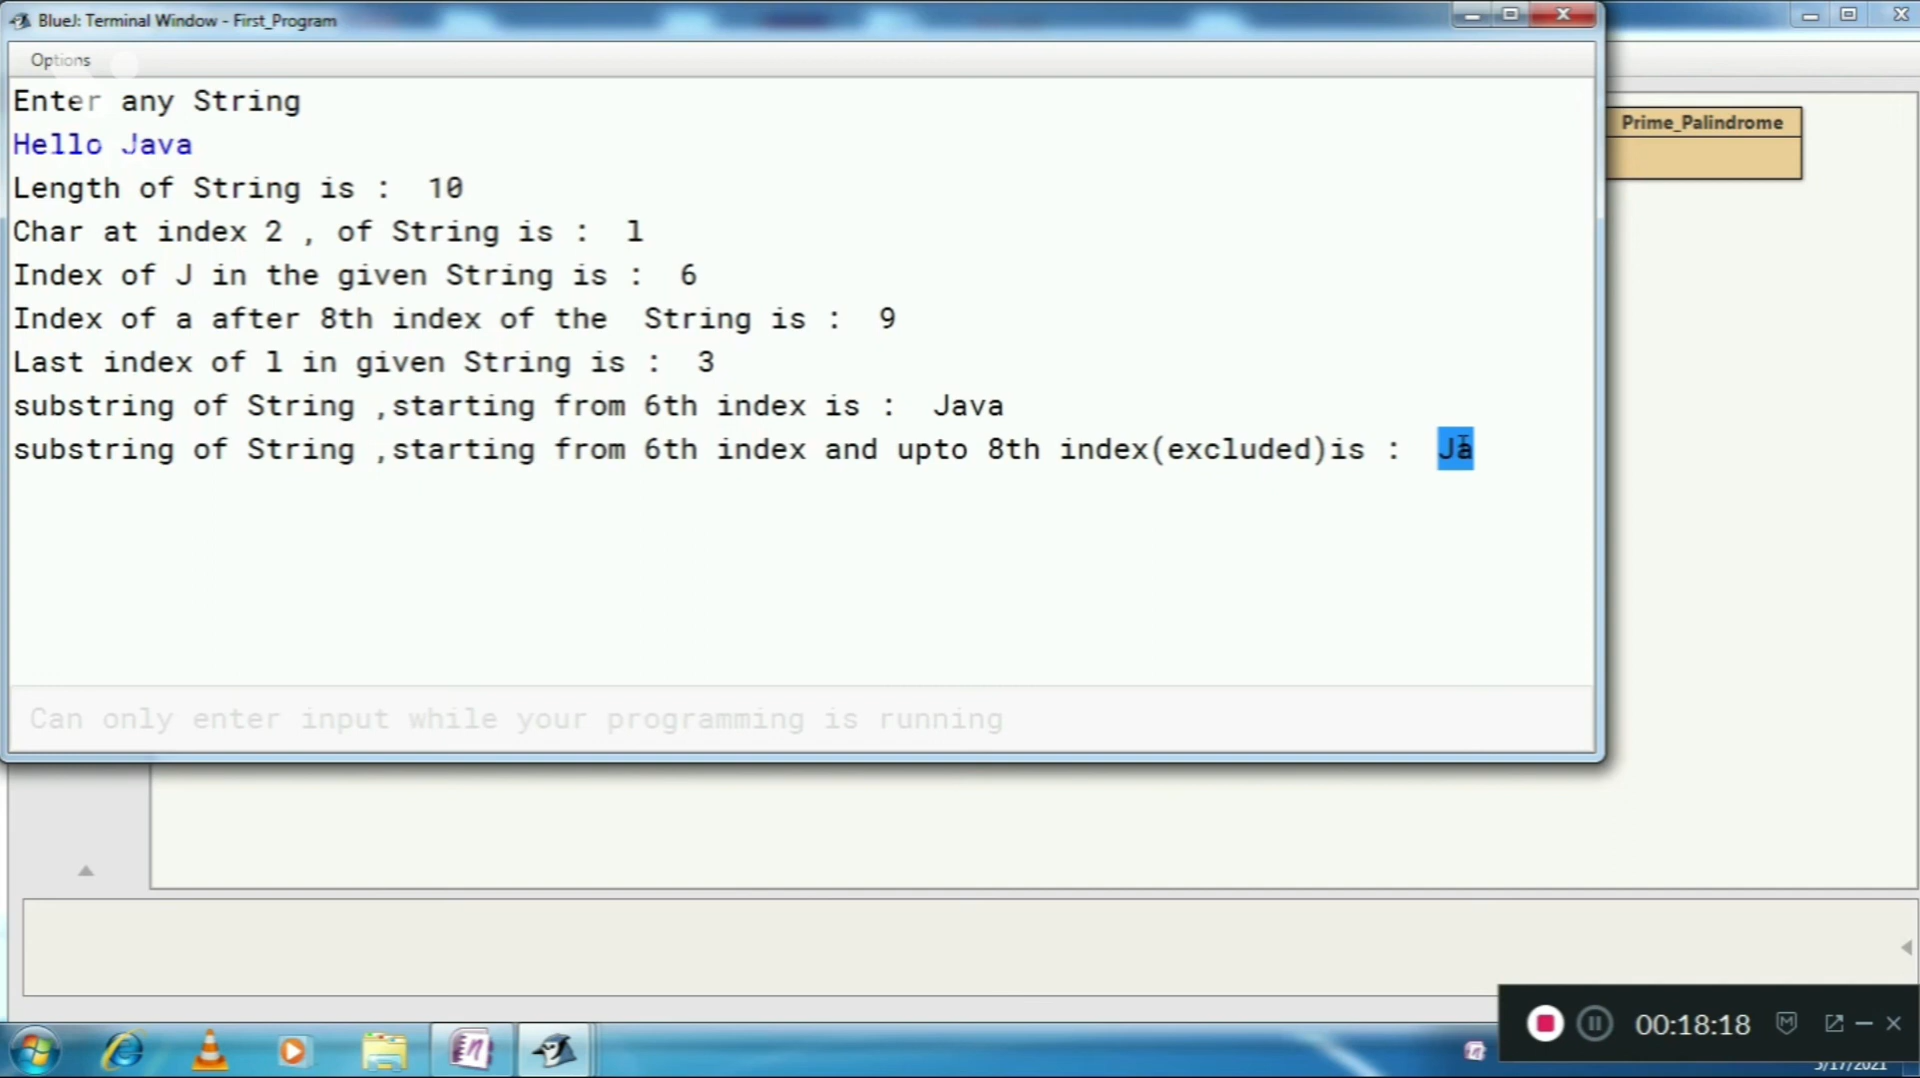 BlueJ: Terminal Window - First_Program
Options
Enter any String
Hello Java
Length of String is :  10
Char at index 2 , of String is :  l
Index of J in the given String is :  6
Index of a after 8th index of the  String is :  9
Last index of l in given String is :  3
substring of String ,starting from 6th index is :  Java
substring of String ,starting from 6th index and upto 8th index(excluded)is :  Ja
Can only enter input while your programming is running
Prime_Palindrome
00:18:18
5/17/2021